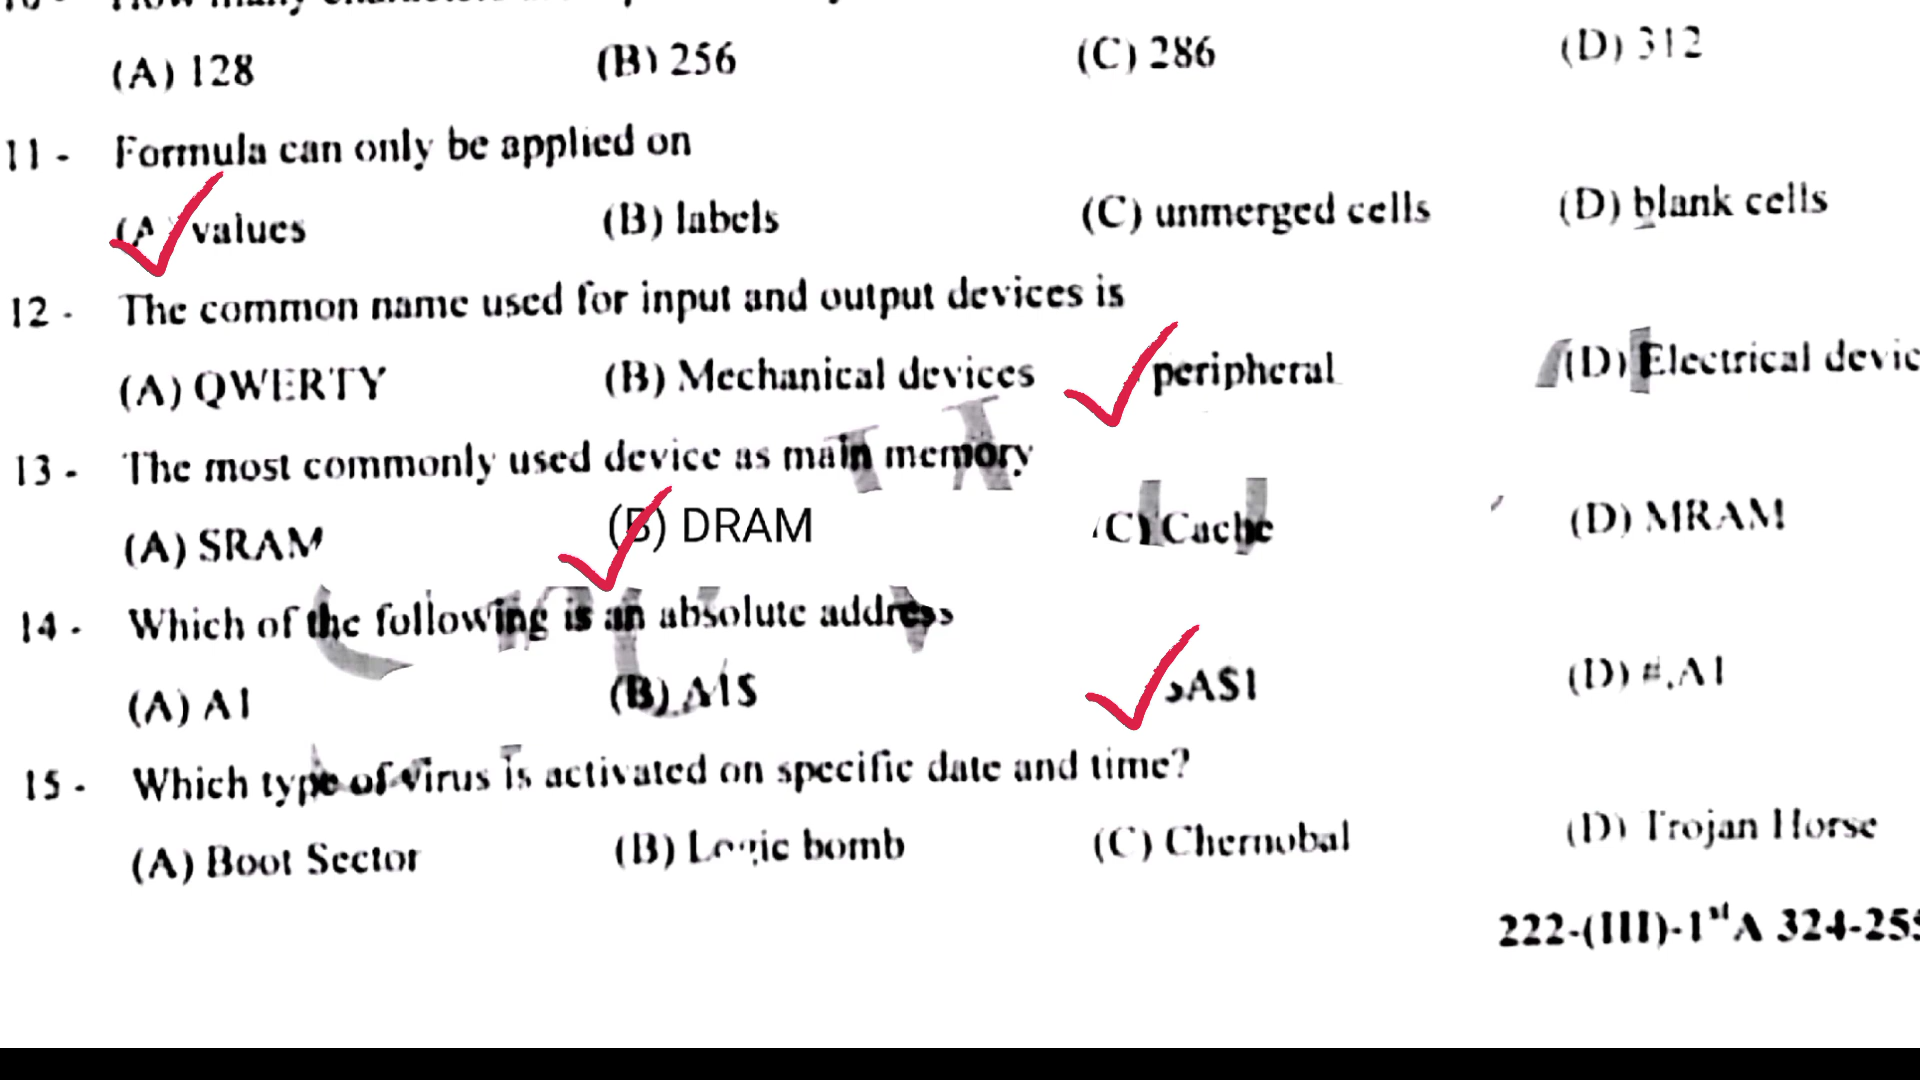 (A) 128 (B) 256 (C) 286 (D) 312
11 - Formula can only be applied on
(A) values (B) labels (C) unmerged cells (D) blank cells
12 - The common name used for input and output devices is
(A) QWERTY (B) Mechanical devices peripheral (D) Electrical devic
13 - The most commonly used device as main memory
(A) SRAM (B) DRAM (C) Cache (D) MRAM
14 - Which of the following is an absolute address
(A) A1 (B) A1$ $A$1 (D) #.A1
15 - Which type of virus is activated on specific date and time?
(A) Boot Sector (B) Logic bomb (C) Chernobal (D) Trojan Horse
222-(III)-1stA 324-255